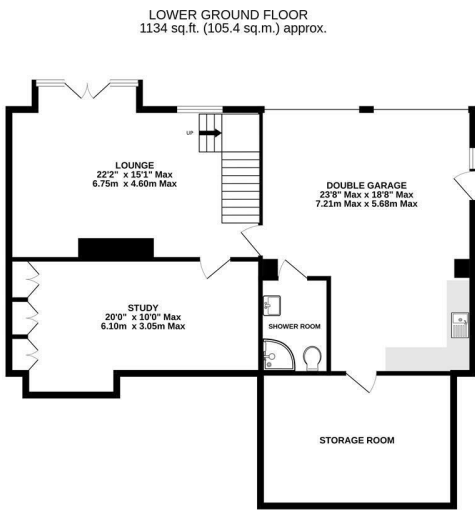 LOWER GROUND FLOOR
1134 sq.ft. (105.4 sq.m.) approx.
UP
LOUNGE
22'2" x 15'1" Max
6.75m x 4.60m Max
DOUBLE GARAGE
23'8" Max x 18'8" Max
7.21m Max x 5.68m Max
STUDY
20'0" x 10'0" Max
6.10m x 3.05m Max
SHOWER ROOM
STORAGE ROOM